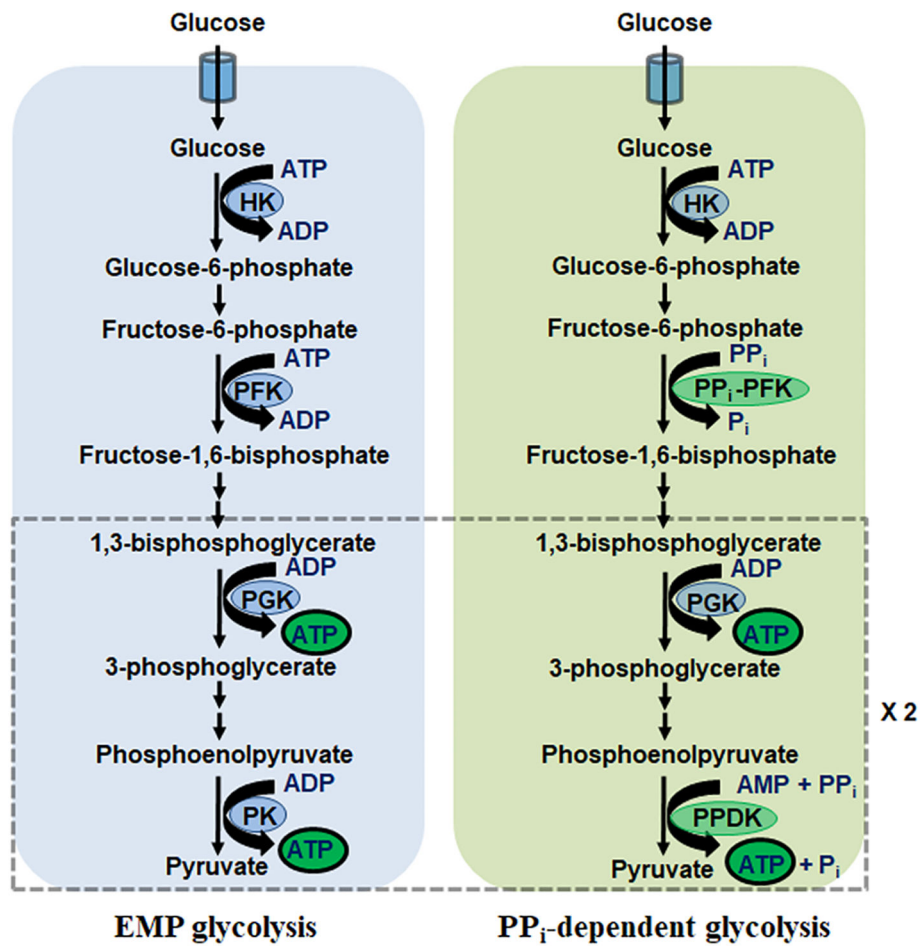 Glucose
Glucose
ATP
HK
ADP
Glucose-6-phosphate
Fructose-6-phosphate
ATP
PFK
ADP
Fructose-1,6-bisphosphate
1,3-bisphosphoglycerate
ADP
PGK
ATP
3-phosphoglycerate
Phosphoenolpyruvate
ADP
PK
ATP
Pyruvate
EMP glycolysis
Glucose
Glucose
ATP
HK
ADP
Glucose-6-phosphate
Fructose-6-phosphate
PPi
PPi-PFK
Pi
Fructose-1,6-bisphosphate
1,3-bisphosphoglycerate
ADP
PGK
ATP
3-phosphoglycerate
Phosphoenolpyruvate
AMP + PPi
PPDK
Pyruvate ATP + Pi
PPi-dependent glycolysis
X 2